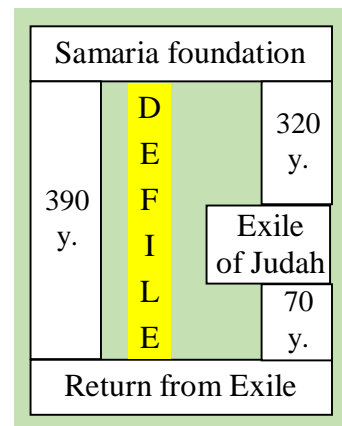 Samaria foundation
390
y.
D
E
F
I
L
E
320
y.
Exile
of Judah
70
y.
Return from Exile